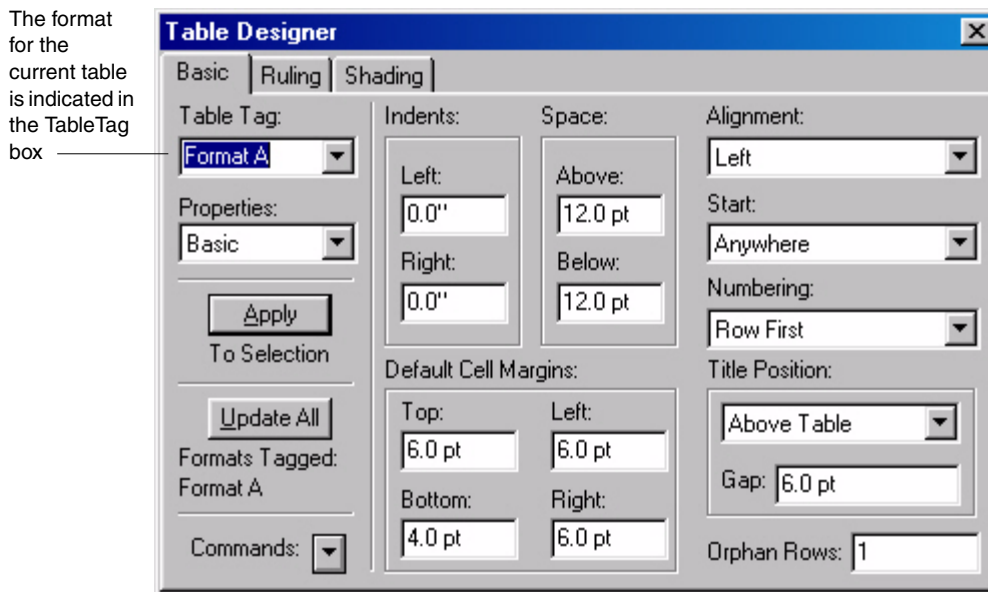 The format
for the
current table
is indicated in
the TableTag
box
Table Designer
Basic Ruling Shading
Table Tag:
Format A
Properties:
Basic
Apply
To Selection
Update All
Formats Tagged:
Format A
Commands:
Indents:
Left:
0.0"
Right:
0.0"
Space:
Above:
12.0 pt
Below:
12.0 pt
Default Cell Margins:
Top: Left:
6.0 pt 6.0 pt
Bottom: Right:
4.0 pt 6.0 pt
Alignment:
Left
Start:
Anywhere
Numbering:
Row First
Title Position:
Above Table
Gap: 6.0 pt
Orphan Rows: 1